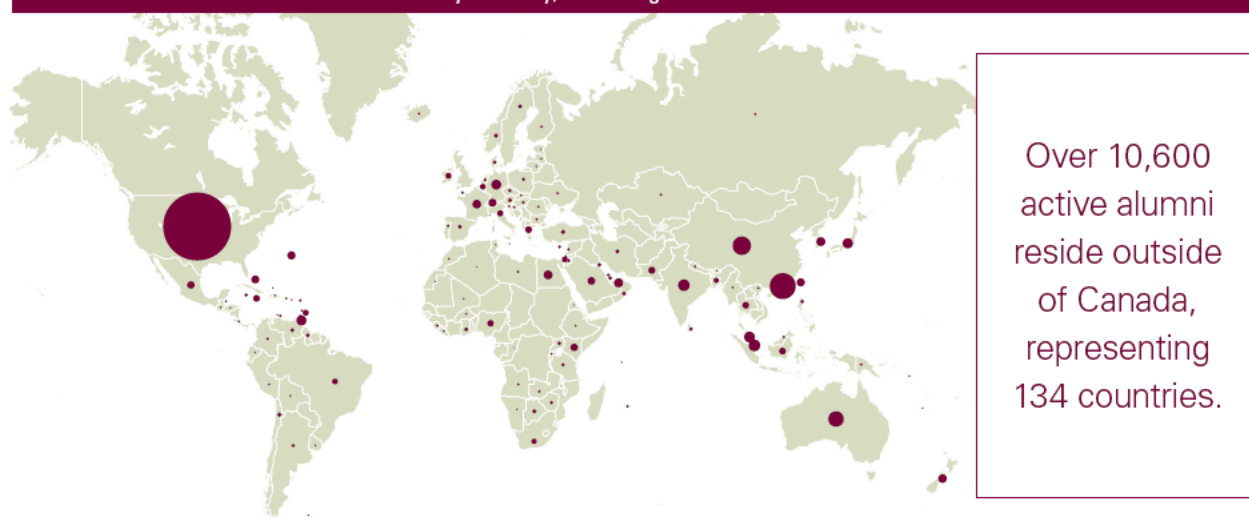 Over 10,600
active alumni
reside outside
of Canada,
representing
134 countries.